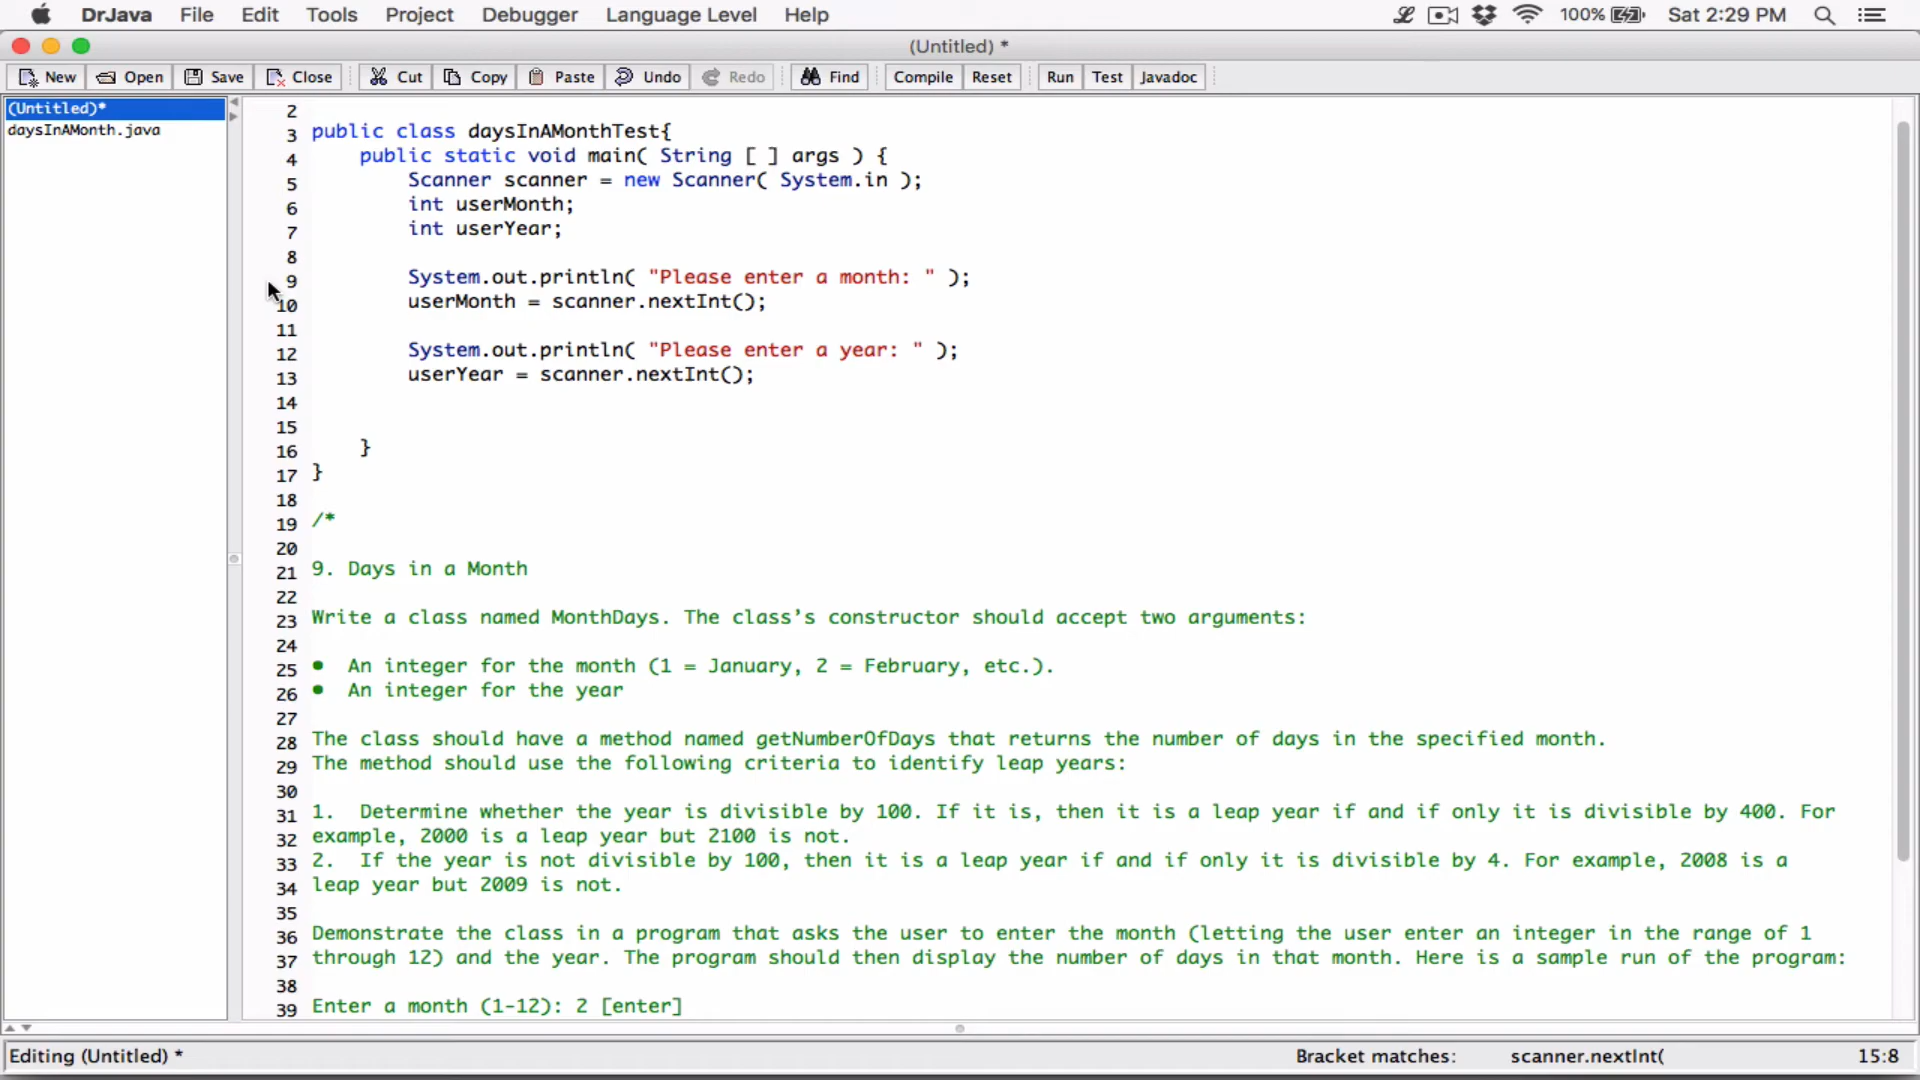 DrJava File Edit Tools Project Debugger Language Level Help 100% Sat 2:29 PM
(Untitled) *
New Open Save Close Cut Copy Paste Undo Redo Find Compile Reset Run Test Javadoc
(Untitled)*
daysInAMonth.java
2
3 public class daysInAMonthTest{
4 public static void main( String [ ] args ) {
5 Scanner scanner = new Scanner( System.in );
6 int userMonth;
7 int userYear;
8
9 System.out.println( "Please enter a month: " );
10 userMonth = scanner.nextInt();
11
12 System.out.println( "Please enter a year: " );
13 userYear = scanner.nextInt();
14
15
16 }
17 }
18
19 /*
20
21 9. Days in a Month
22
23 Write a class named MonthDays. The class’s constructor should accept two arguments:
24
25 • An integer for the month (1 = January, 2 = February, etc.).
26 • An integer for the year
27
28 The class should have a method named getNumberOfDays that returns the number of days in the specified month.
29 The method should use the following criteria to identify leap years:
30
31 1. Determine whether the year is divisible by 100. If it is, then it is a leap year if and if only it is divisible by 400. For
32 example, 2000 is a leap year but 2100 is not.
33 2. If the year is not divisible by 100, then it is a leap year if and if only it is divisible by 4. For example, 2008 is a
34 leap year but 2009 is not.
35
36 Demonstrate the class in a program that asks the user to enter the month (letting the user enter an integer in the range of 1
37 through 12) and the year. The program should then display the number of days in that month. Here is a sample run of the program:
38
39 Enter a month (1-12): 2 [enter]
Editing (Untitled) * Bracket matches: scanner.nextInt( 15:8